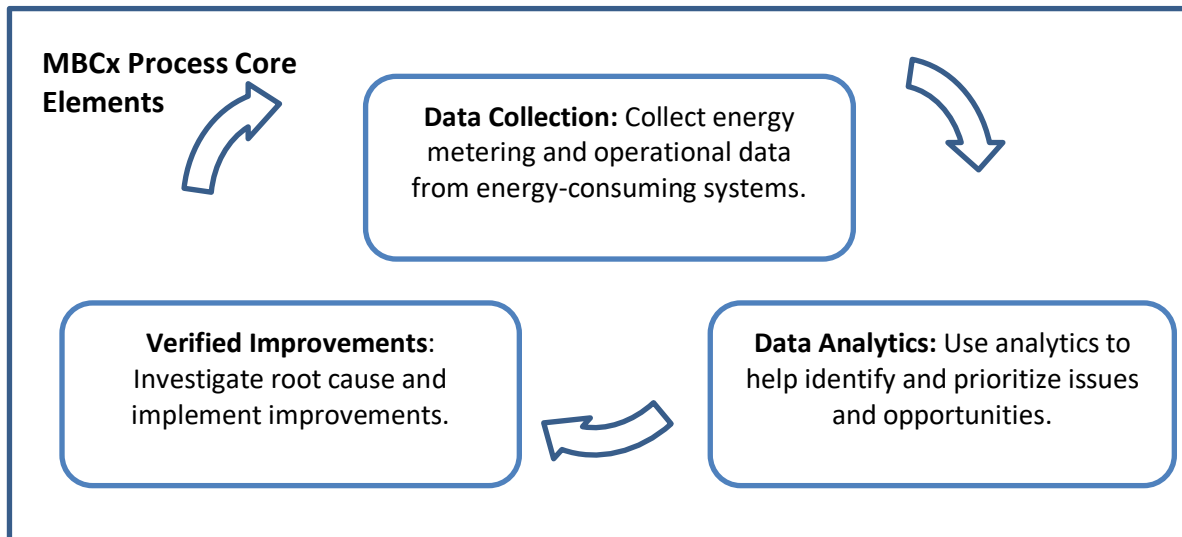 MBCx Process Core
Elements
Data Collection: Collect energy
metering and operational data
from energy-consuming systems.
Verified Improvements:
Investigate root cause and
implement improvements.
Data Analytics: Use analytics to
help identify and prioritize issues
and opportunities.